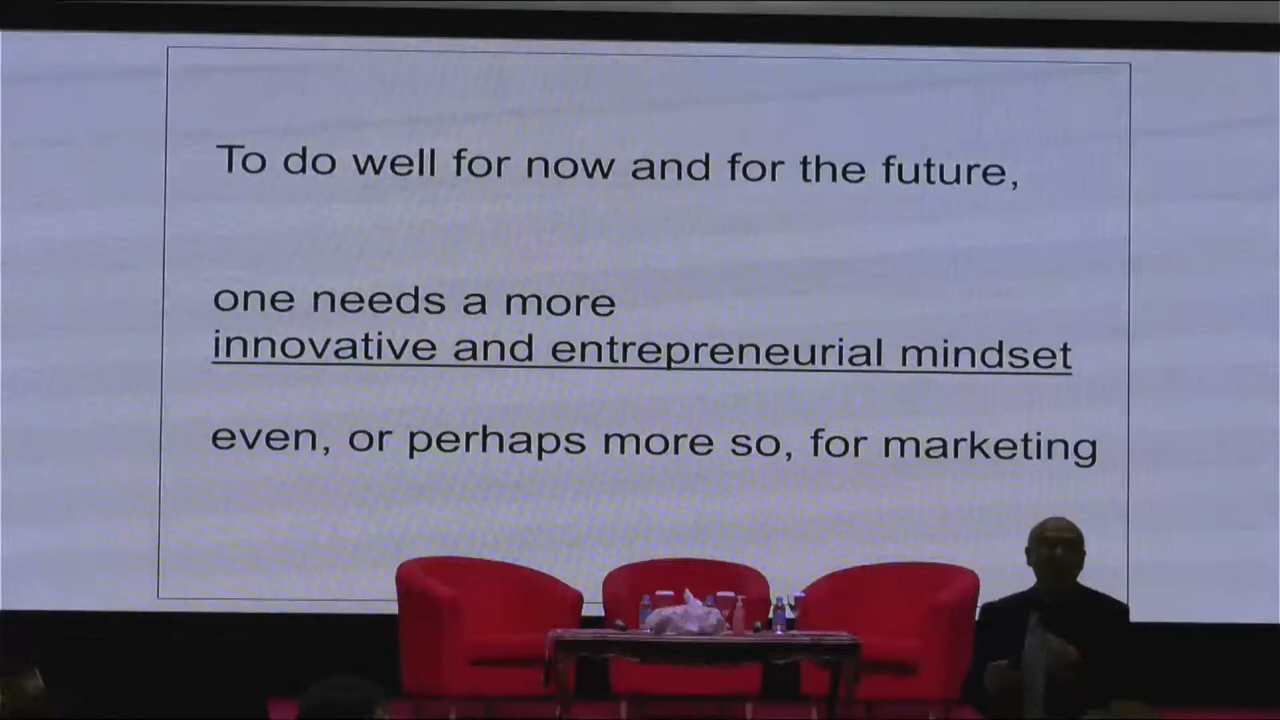 To do well for now and for the future,
one needs a more
innovative and entrepreneurial mindset
even, or perhaps more so, for marketing